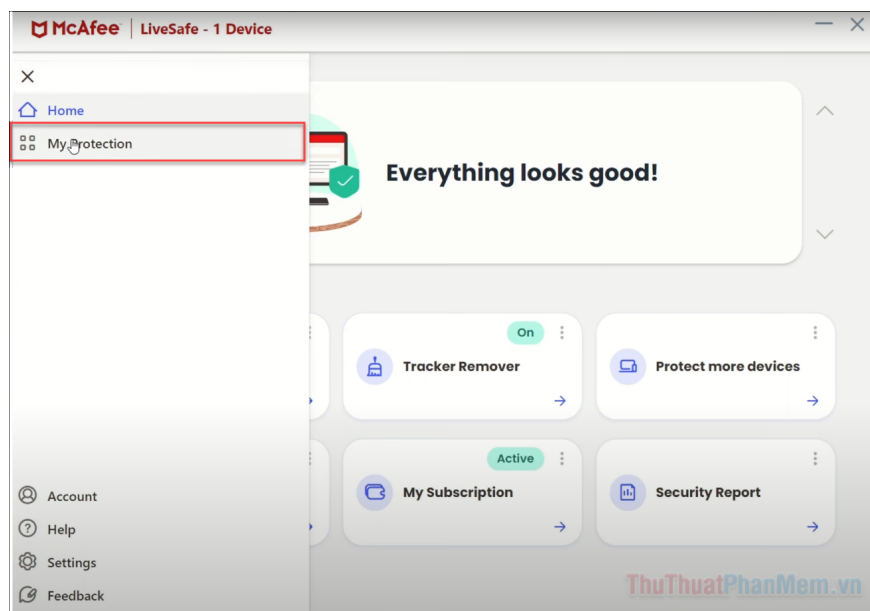 McAfee | LiveSafe - 1 Device
Home
My Protection
Everything looks good!
On
Tracker Remover
Protect more devices
Active
My Subscription
Security Report
Account
Help
Settings
Feedback
ThuThuatPhanMem.vn